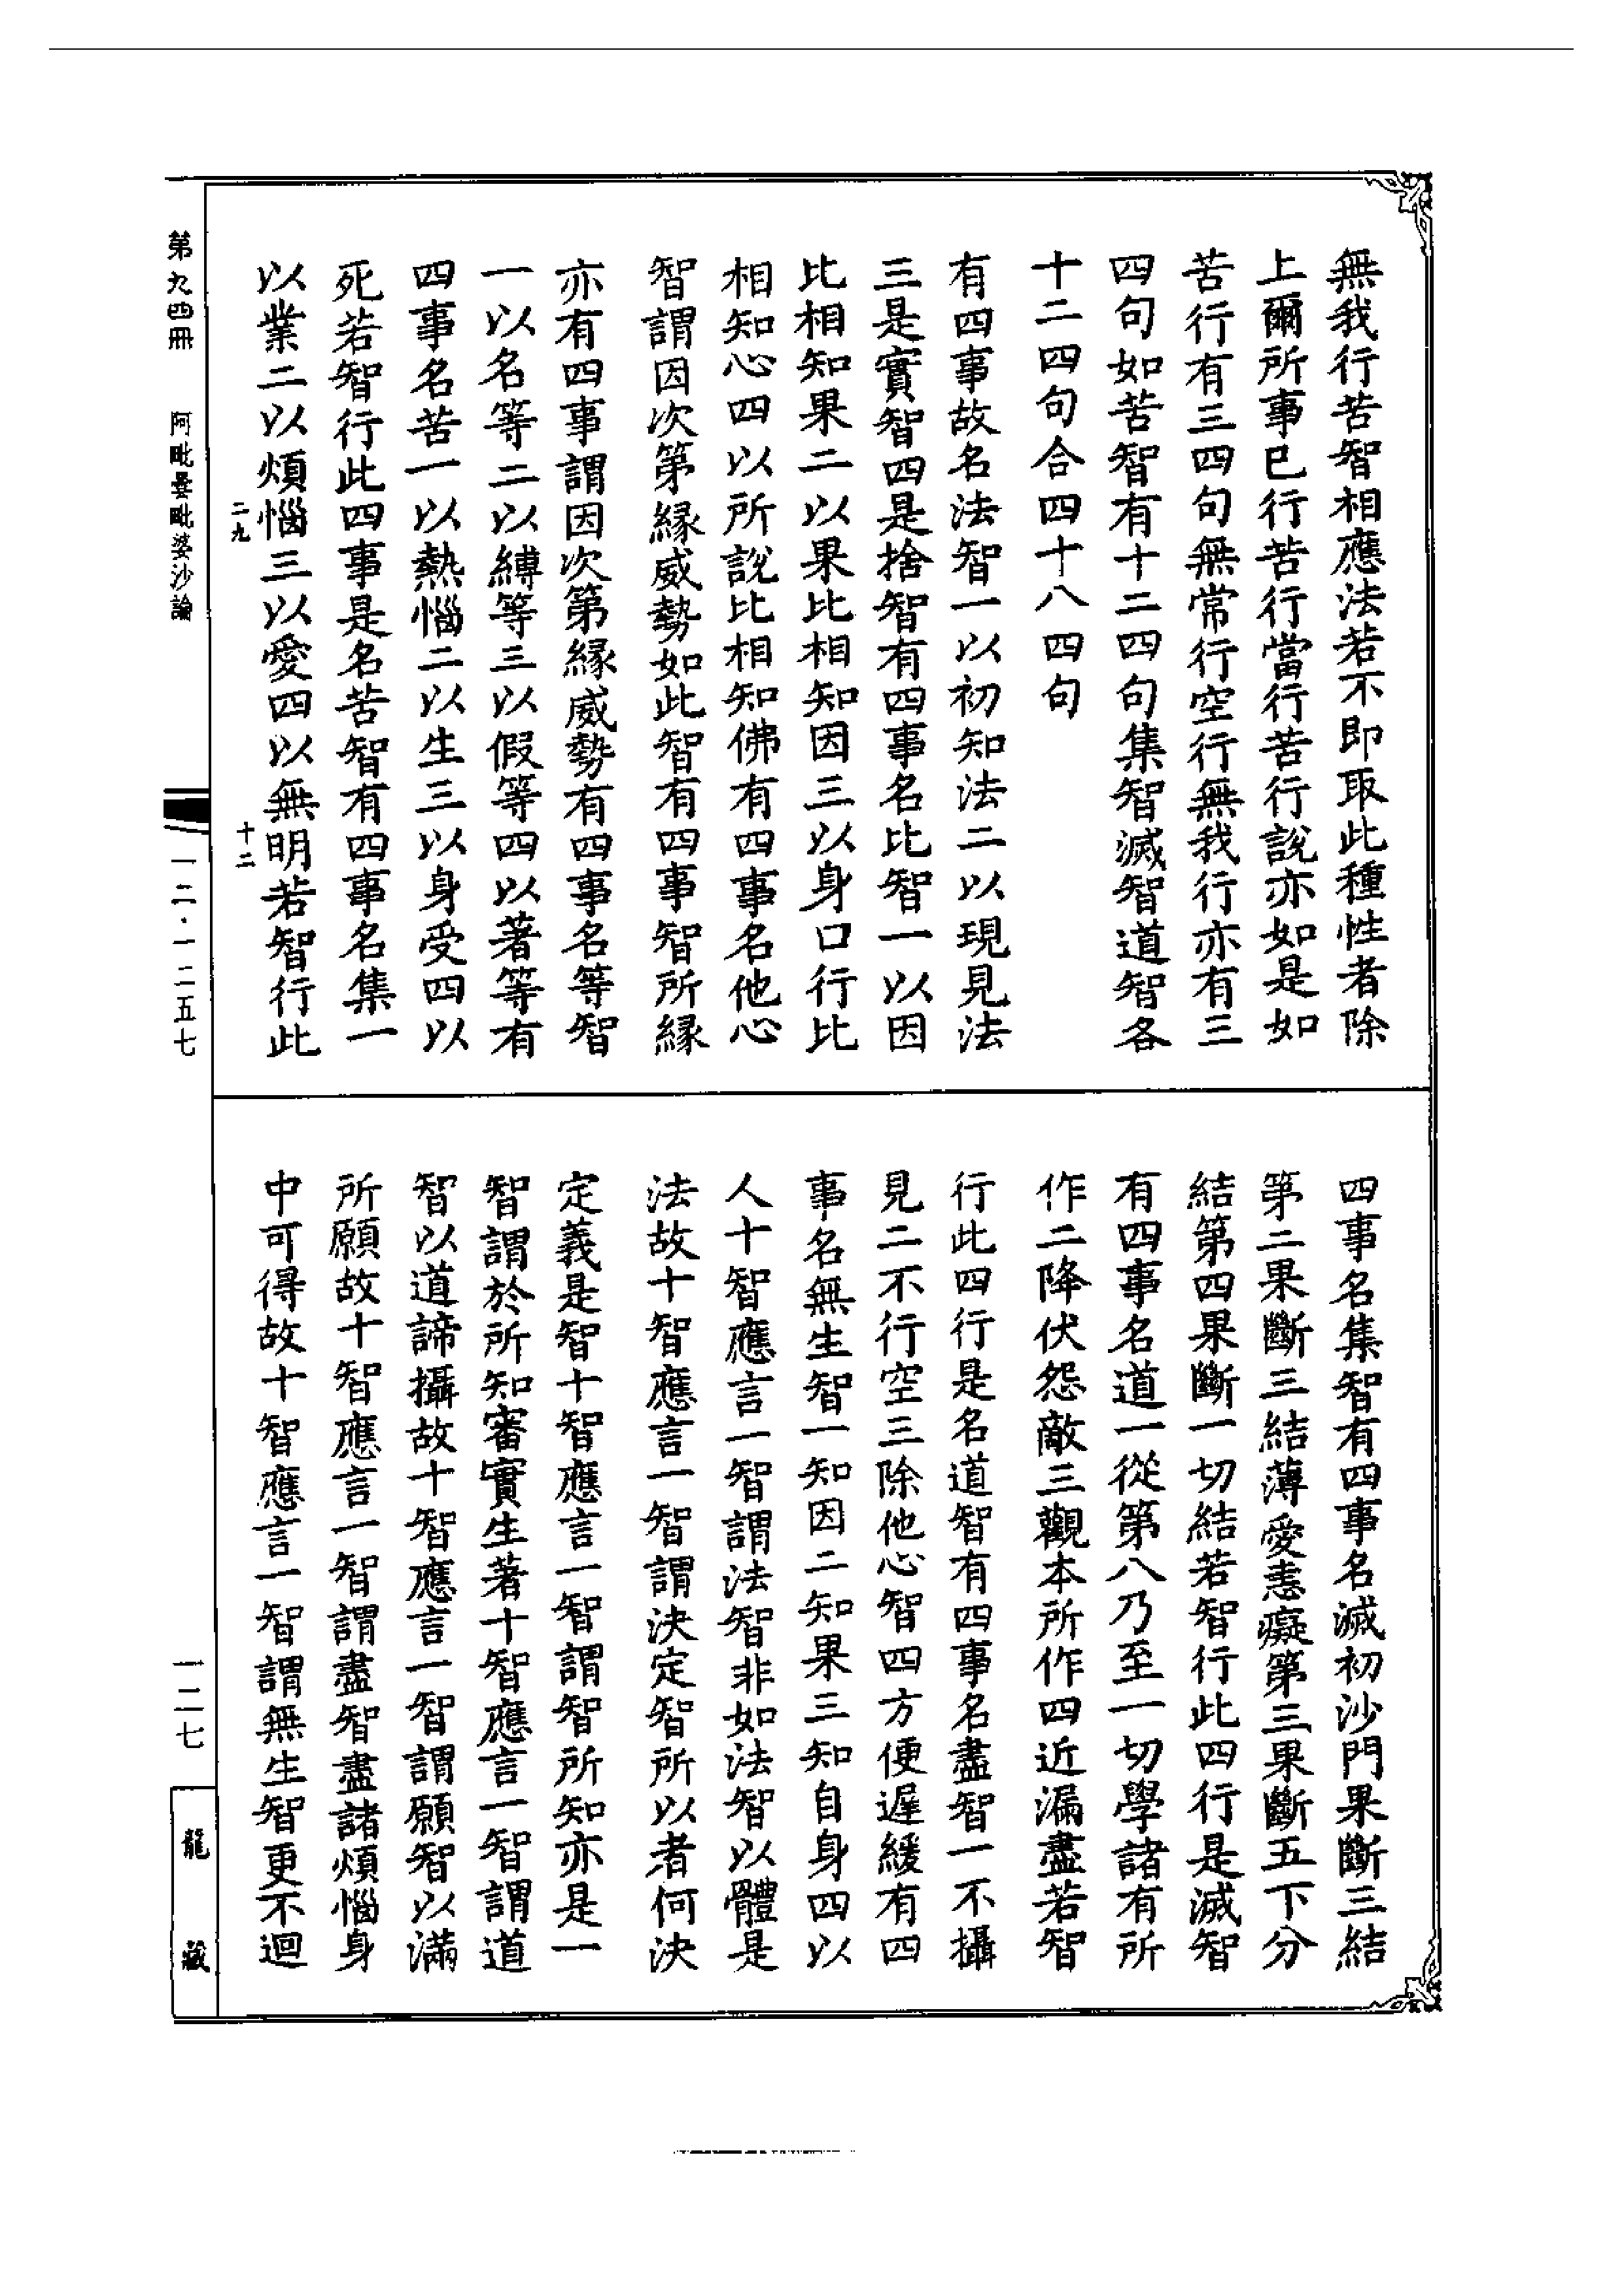 無我行苦智相應法若不即取此種性者除
上爾所事已行苦行當行苦行說亦如是如
苦行有三四句無常行空行無我行亦有三
四句如苦智有十二四句集智滅智道智各
十二四句合四十八四句
有四事故名法智一以初知法二以現見法
三是實智四是捨智有四事名比智一以因
比相知果二以果比相知因三以身口行比
相知心四以所說比相知佛有四事名他心
智謂因次第緣威勢如此智有四事智所緣
亦有四事謂因次第緣威勢有四事名等智
一以名等二以縛等三以假等四以著等有
四事名苦一以熱惱二以生三以身受四以
死若智行此四事是名苦智有四事名集一
以業二以煩惱三以愛四以無明若智行此
四事名集智有四事名滅初沙門果斷三結
第二果斷三結薄愛恚癡第三果斷五下分
結第四果斷一切結若智行此四行是滅智
有四事名道一從第八乃至一切學諸有所
作二降伏怨敵三觀本所作四近漏盡若智
行此四行是名道智有四事名盡智一不攝
見二不行空三除他心智四方便遲緩有四
事名無生智一知因二知果三知自身四以
人十智應言一智謂法智非如法智以體是
法故十智應言一智謂決定智所以者何決
定義是智十智應言一智謂智所知亦是一
智謂於所知審實生著十智應言一智謂道
智以道諦攝故十智應言一智謂願智以滿
所願故十智應言一智謂盡智盡諸煩惱身
中可得故十智應言一智謂無生智更不迴
二九
十二
第九四冊
阿毗曇毗婆沙論
一二·一二五七
一二七
龍藏